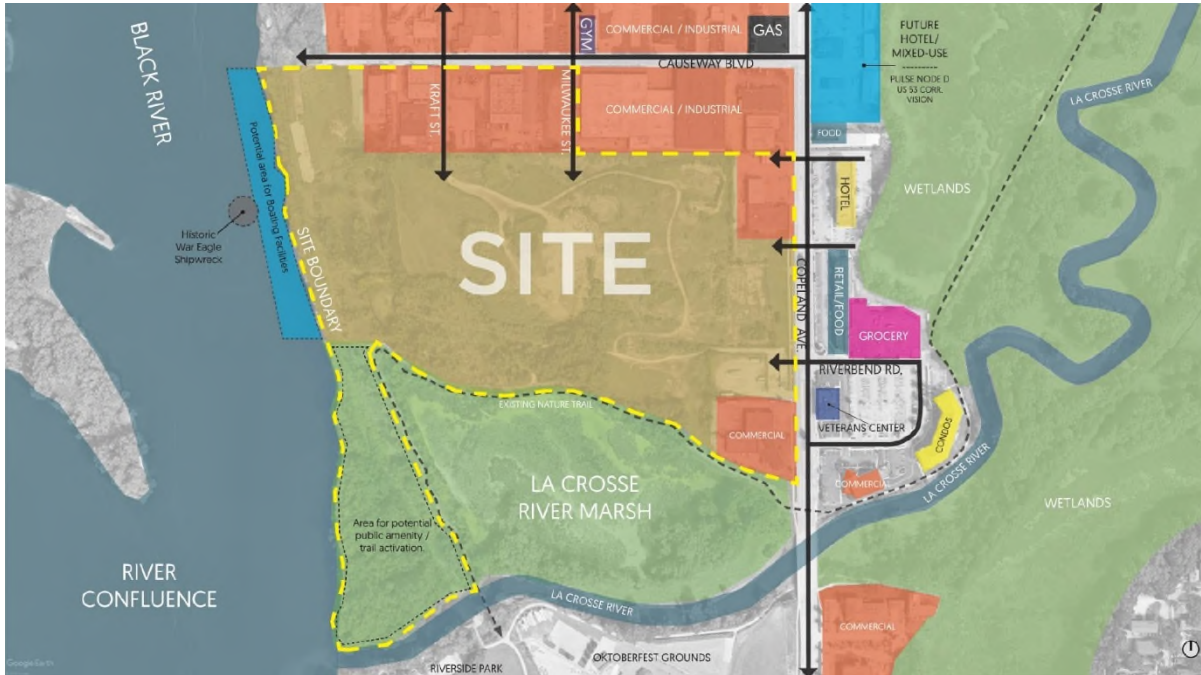 BLACK RIVER
GYM
COMMERCIAL / INDUSTRIAL
GAS
CAUSEWAY BLVD
FUTURE
HOTEL/
MIXED-USE
PULSE NODE D
US 53 CORR.
VISION
LA CROSSE RIVER
KRAFT ST.
MILWAUKEE ST.
COMMERCIAL / INDUSTRIAL
FOOD
Potential area for Boating Facilities
HOTEL
WETLANDS
Historic
War Eagle
Shipwreck
SITE BOUNDARY
SITE
COPELAND AVE.
RETAIL/FOOD
GROCERY
RIVERBEND RD.
EXISTING NATURE TRAIL
COMMERCIAL
VETERANS CENTER
CONDOS
LA CROSSE
RIVER MARSH
COMMERCIAL
LA CROSSE RIVER
WETLANDS
Area for potential
public amenity /
trail activation.
RIVER
CONFLUENCE
LA CROSSE RIVER
COMMERCIAL
Google Earth
RIVERSIDE PARK
OKTOBERFEST GROUNDS